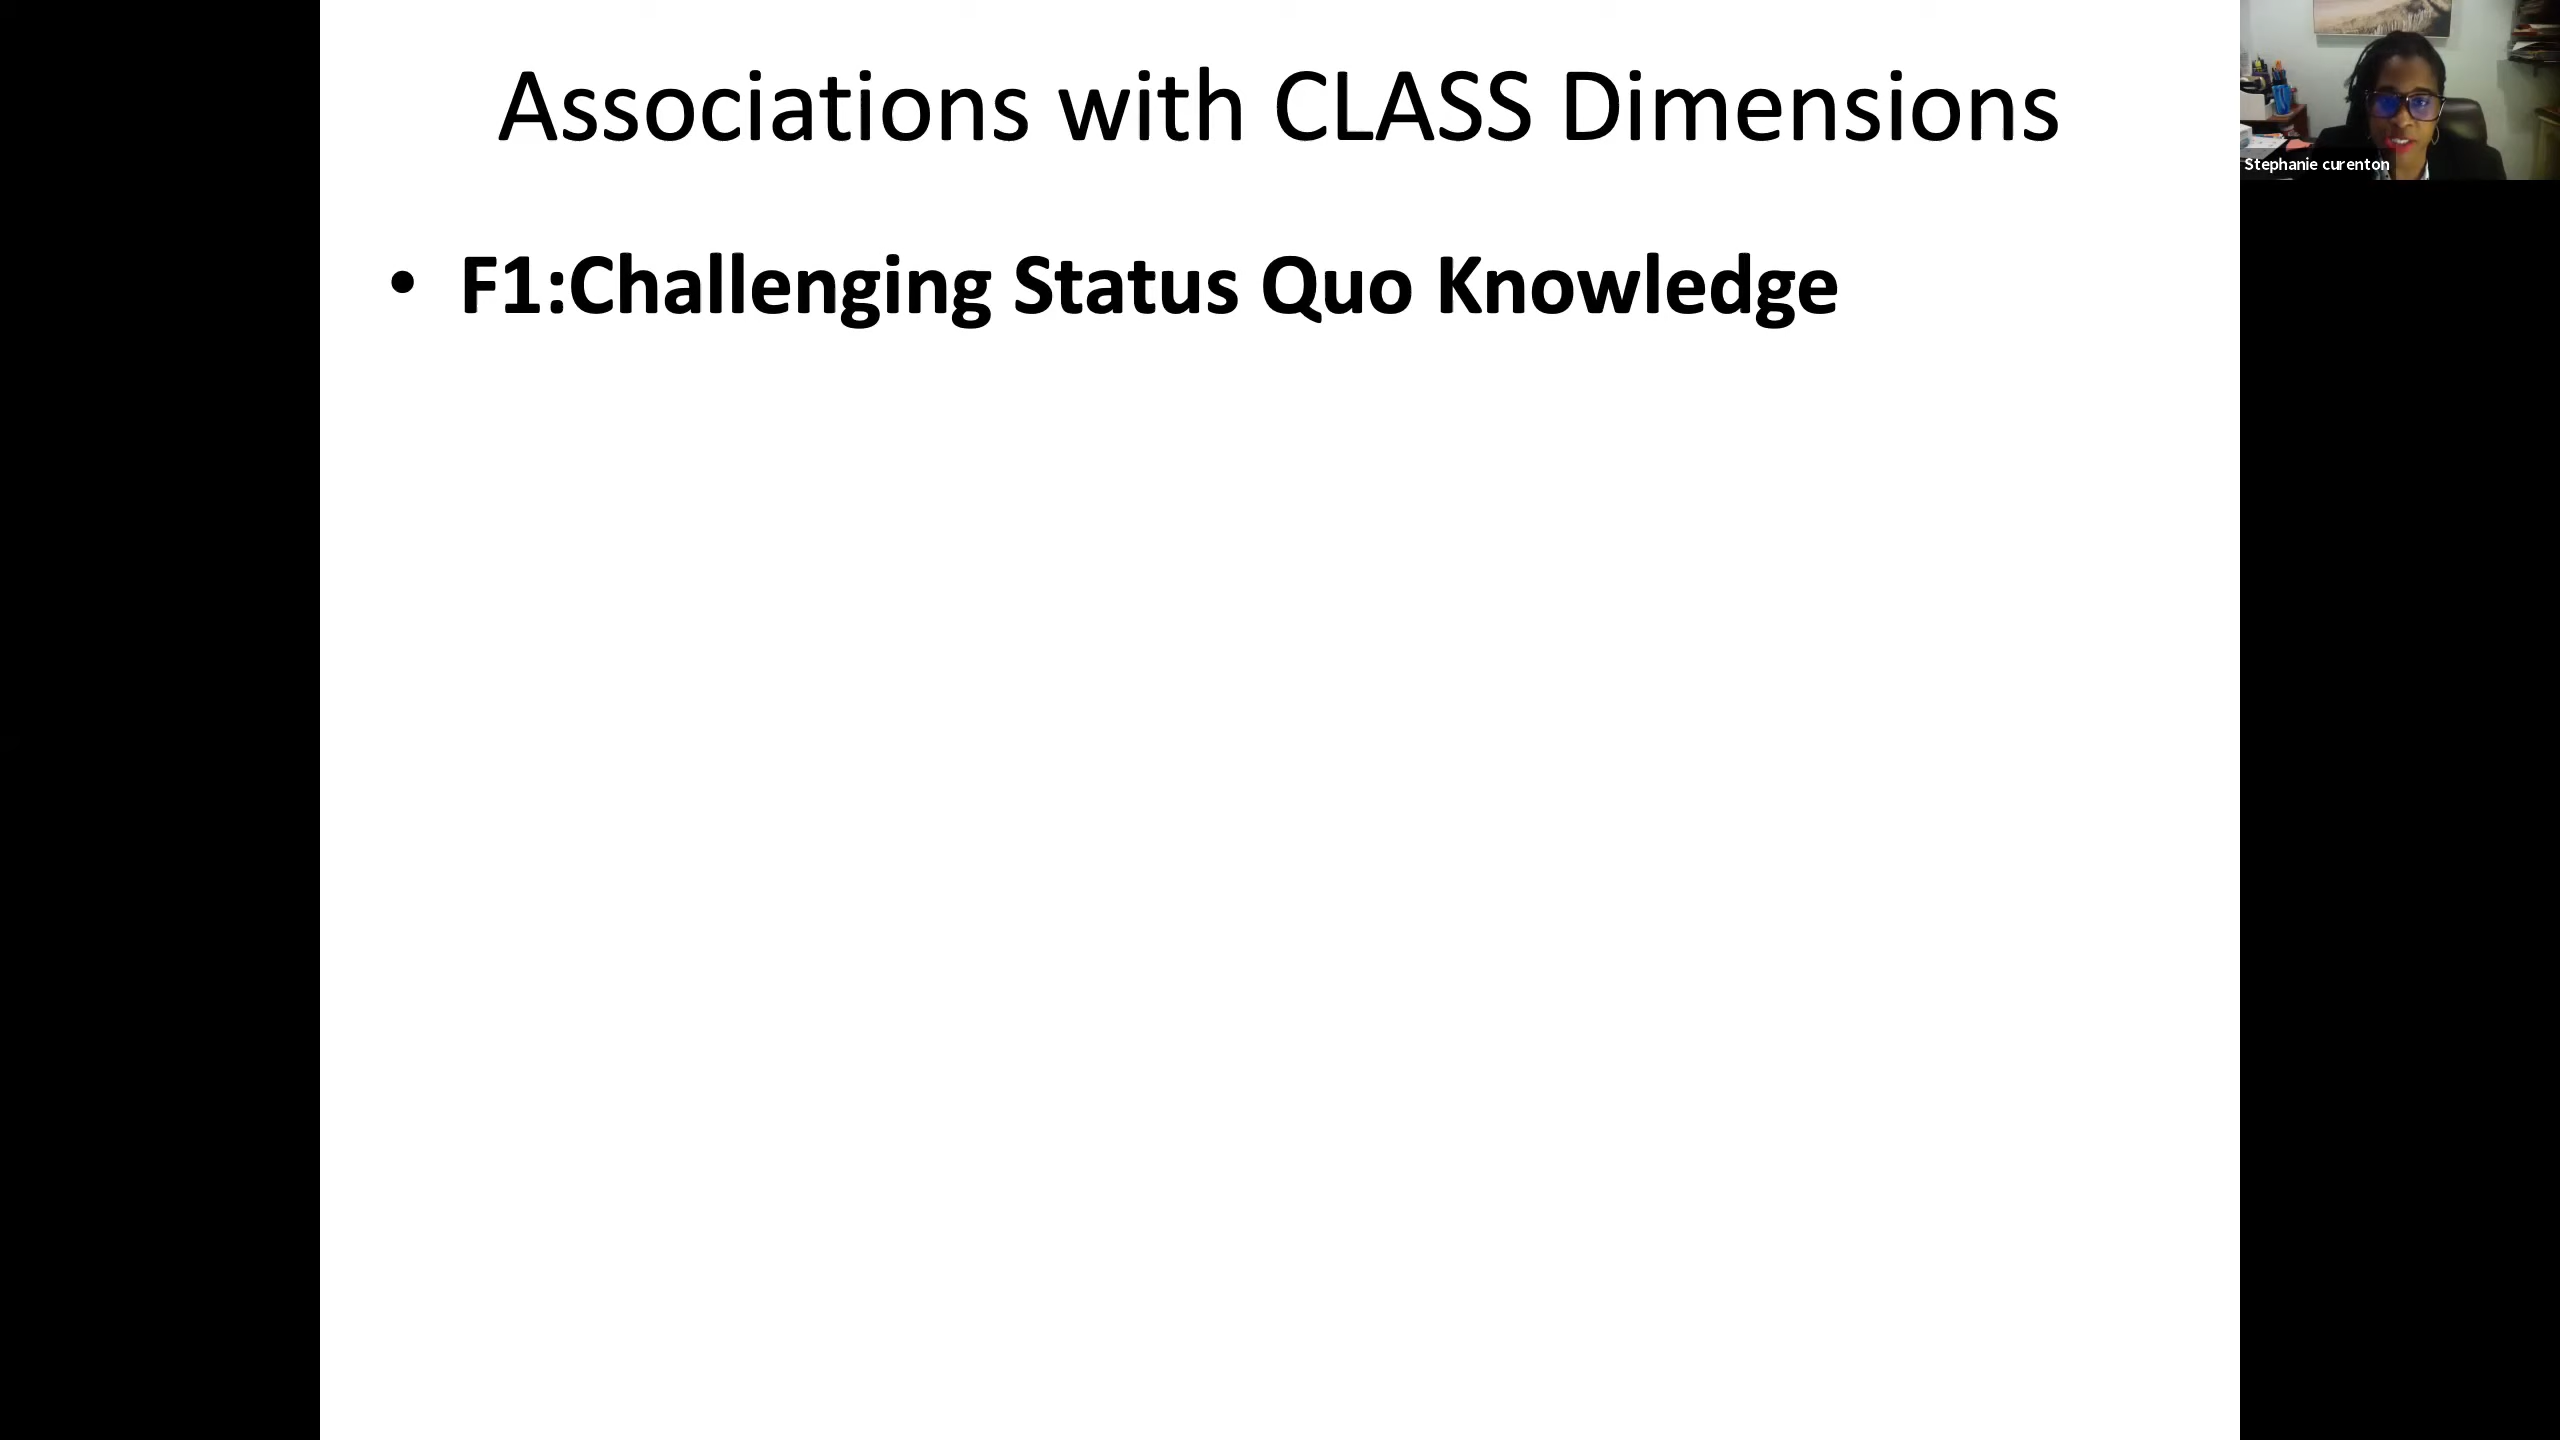 Associations with CLASS Dimensions
Stephanie curenton
• F1:Challenging Status Quo Knowledge